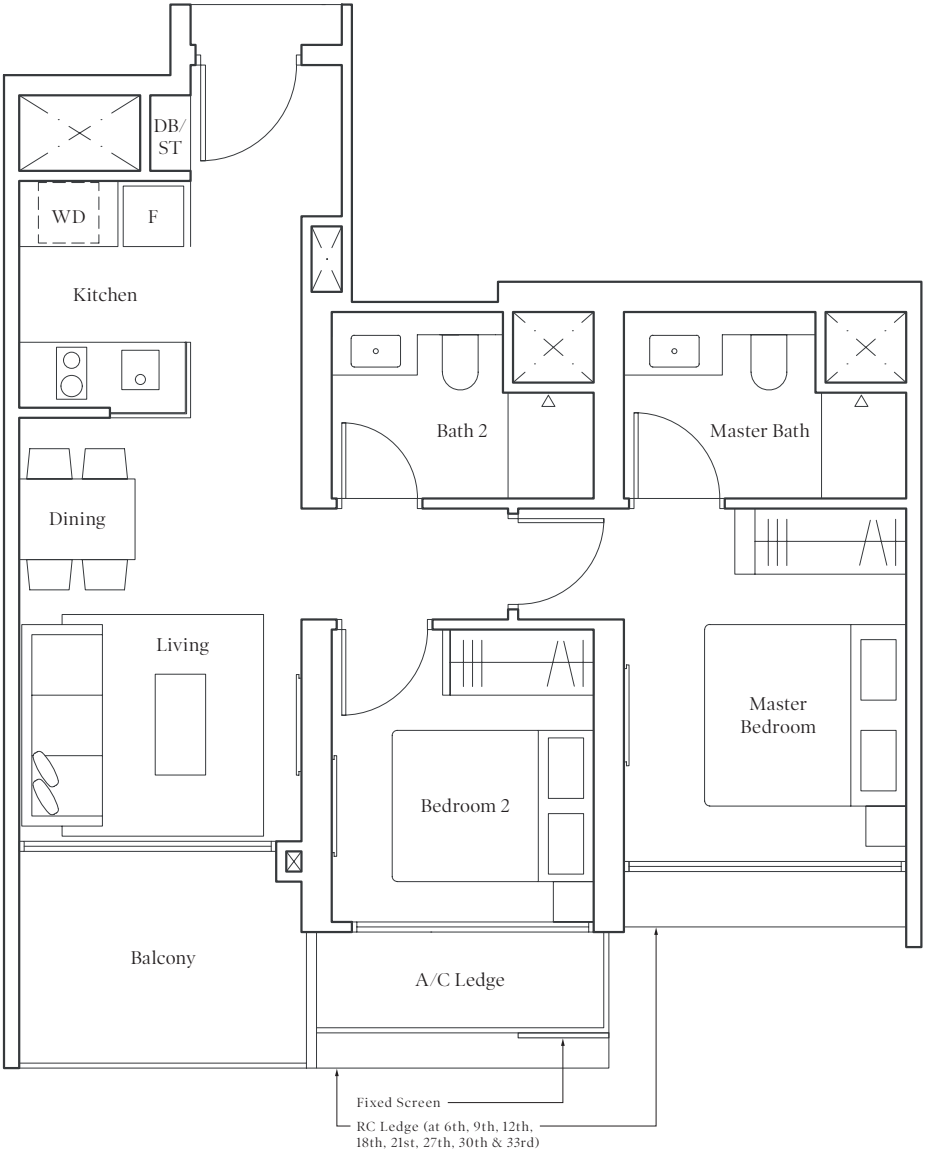 DB/
ST
WD
F
Kitchen
Bath 2
Master Bath
Dining
Living
Master
Bedroom
Bedroom 2
Balcony
A/C Ledge
Fixed Screen
RC Ledge (at 6th, 9th, 12th,
18th, 21st, 27th, 30th & 33rd)